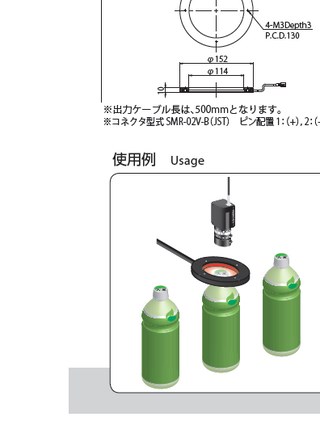 4-M3Depth3
P.C.D.130
φ152
φ114
※出力ケーブル長は、500mmとなります。
※コネクタ型式 SMR-02V-B(JST)　ピン配置 1：(+), 2：(-
使用例　Usage